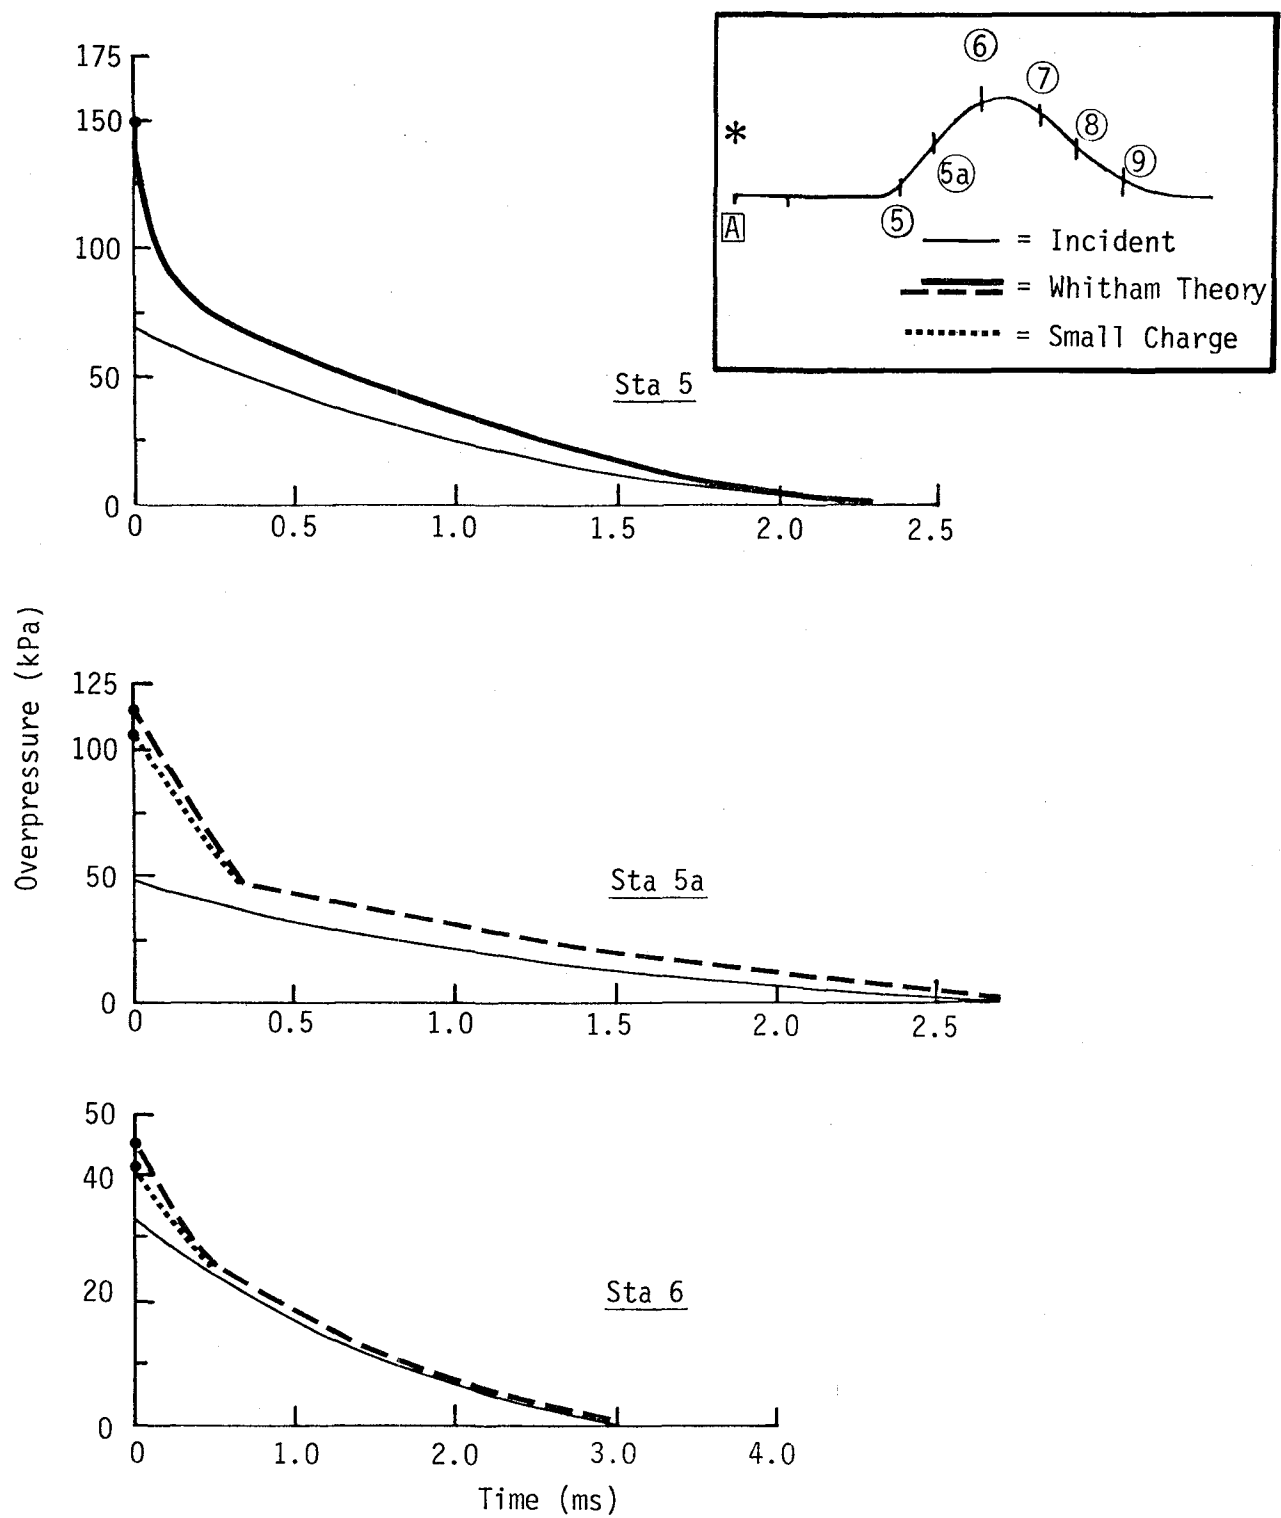 175
150
100
50
0
0 0.5 1.0 1.5 2.0 2.5
Sta 5
6
7
8
9
5a
5
*
A
= Incident
= Whitham Theory
= Small Charge
Overpressure (kPa)
125
100
50
0
0 0.5 1.0 1.5 2.0 2.5
Sta 5a
50
40
20
0
0 1.0 2.0 3.0 4.0
Sta 6
Time (ms)